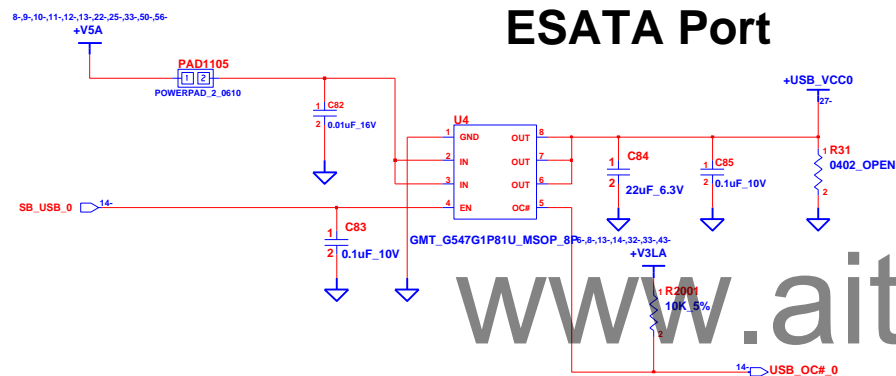 ESATA Port
8-,9-,10-,11-,12-,13-,22-,25-,33-,50-,56-
+V5A
PAD1105
1 2
POWERPAD_2_0610
+USB_VCC0
27-
1 C82
2 0.01uF_16V
U4
1 GND OUT 8
2 IN OUT 7
3 IN OUT 6
4 EN OC# 5
GMT_G547G1P81U_MSOP_8P
1 C84
2 22uF_6.3V
1 C85
2 0.1uF_10V
1 R31
0402_OPEN
2
SB_USB_0 14-
1 C83
2 0.1uF_10V
6-,8-,13-,14-,32-,33-,43-
+V3LA
1 R2001
10K_5%
2
www.ait
14- USB_OC#_0